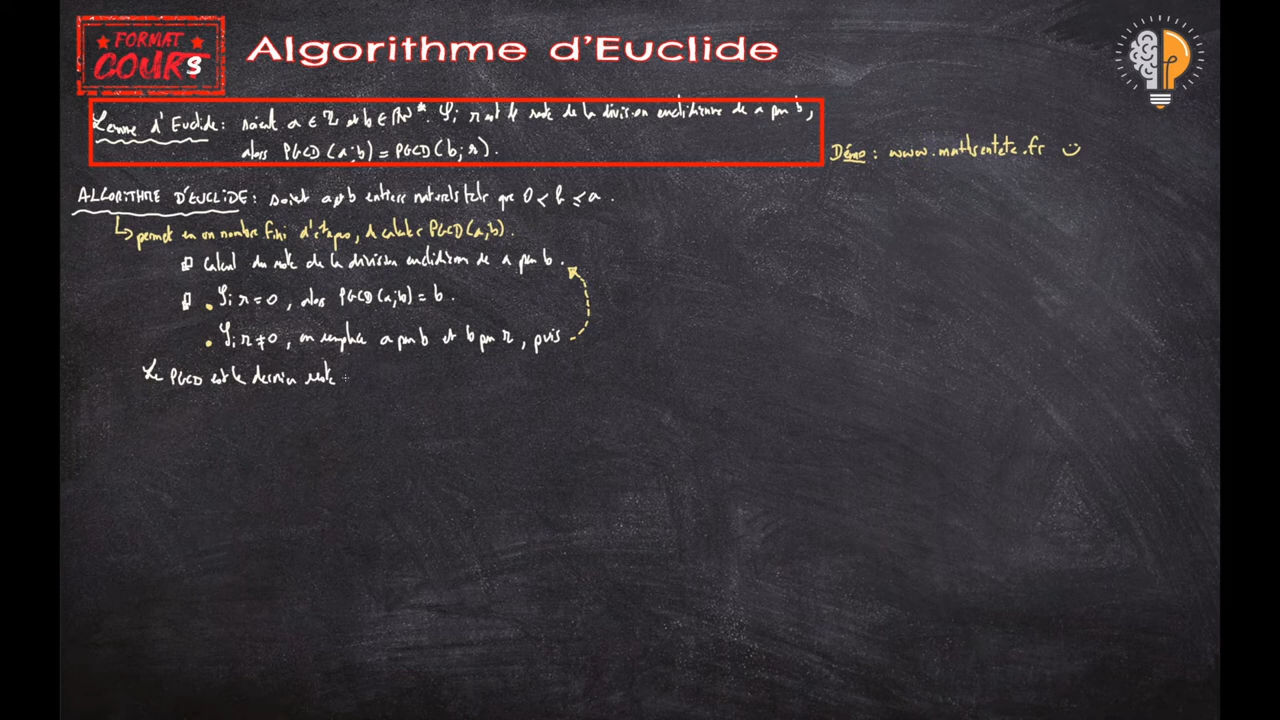 FORMAT
COURS
Algorithme d'Euclide
Lemme d'Euclide : soient a ∈ ℤ et b ∈ ℕ*. Si r est le reste de la division euclidienne de a par b,
alors PGCD(a;b) = PGCD(b;r).
Démo : www.mathsentete.fr
ALGORITHME D'EUCLIDE : soient a et b entiers naturels tels que 0 < b ≤ a.
permet en un nombre fini d'étapes, de calculer PGCD(a;b).
Calcul du reste de la division euclidienne de a par b.
Si r = 0, alors PGCD(a;b) = b.
Si r ≠ 0, on remplace a par b et b par r, puis
Le PGCD est le dernier reste